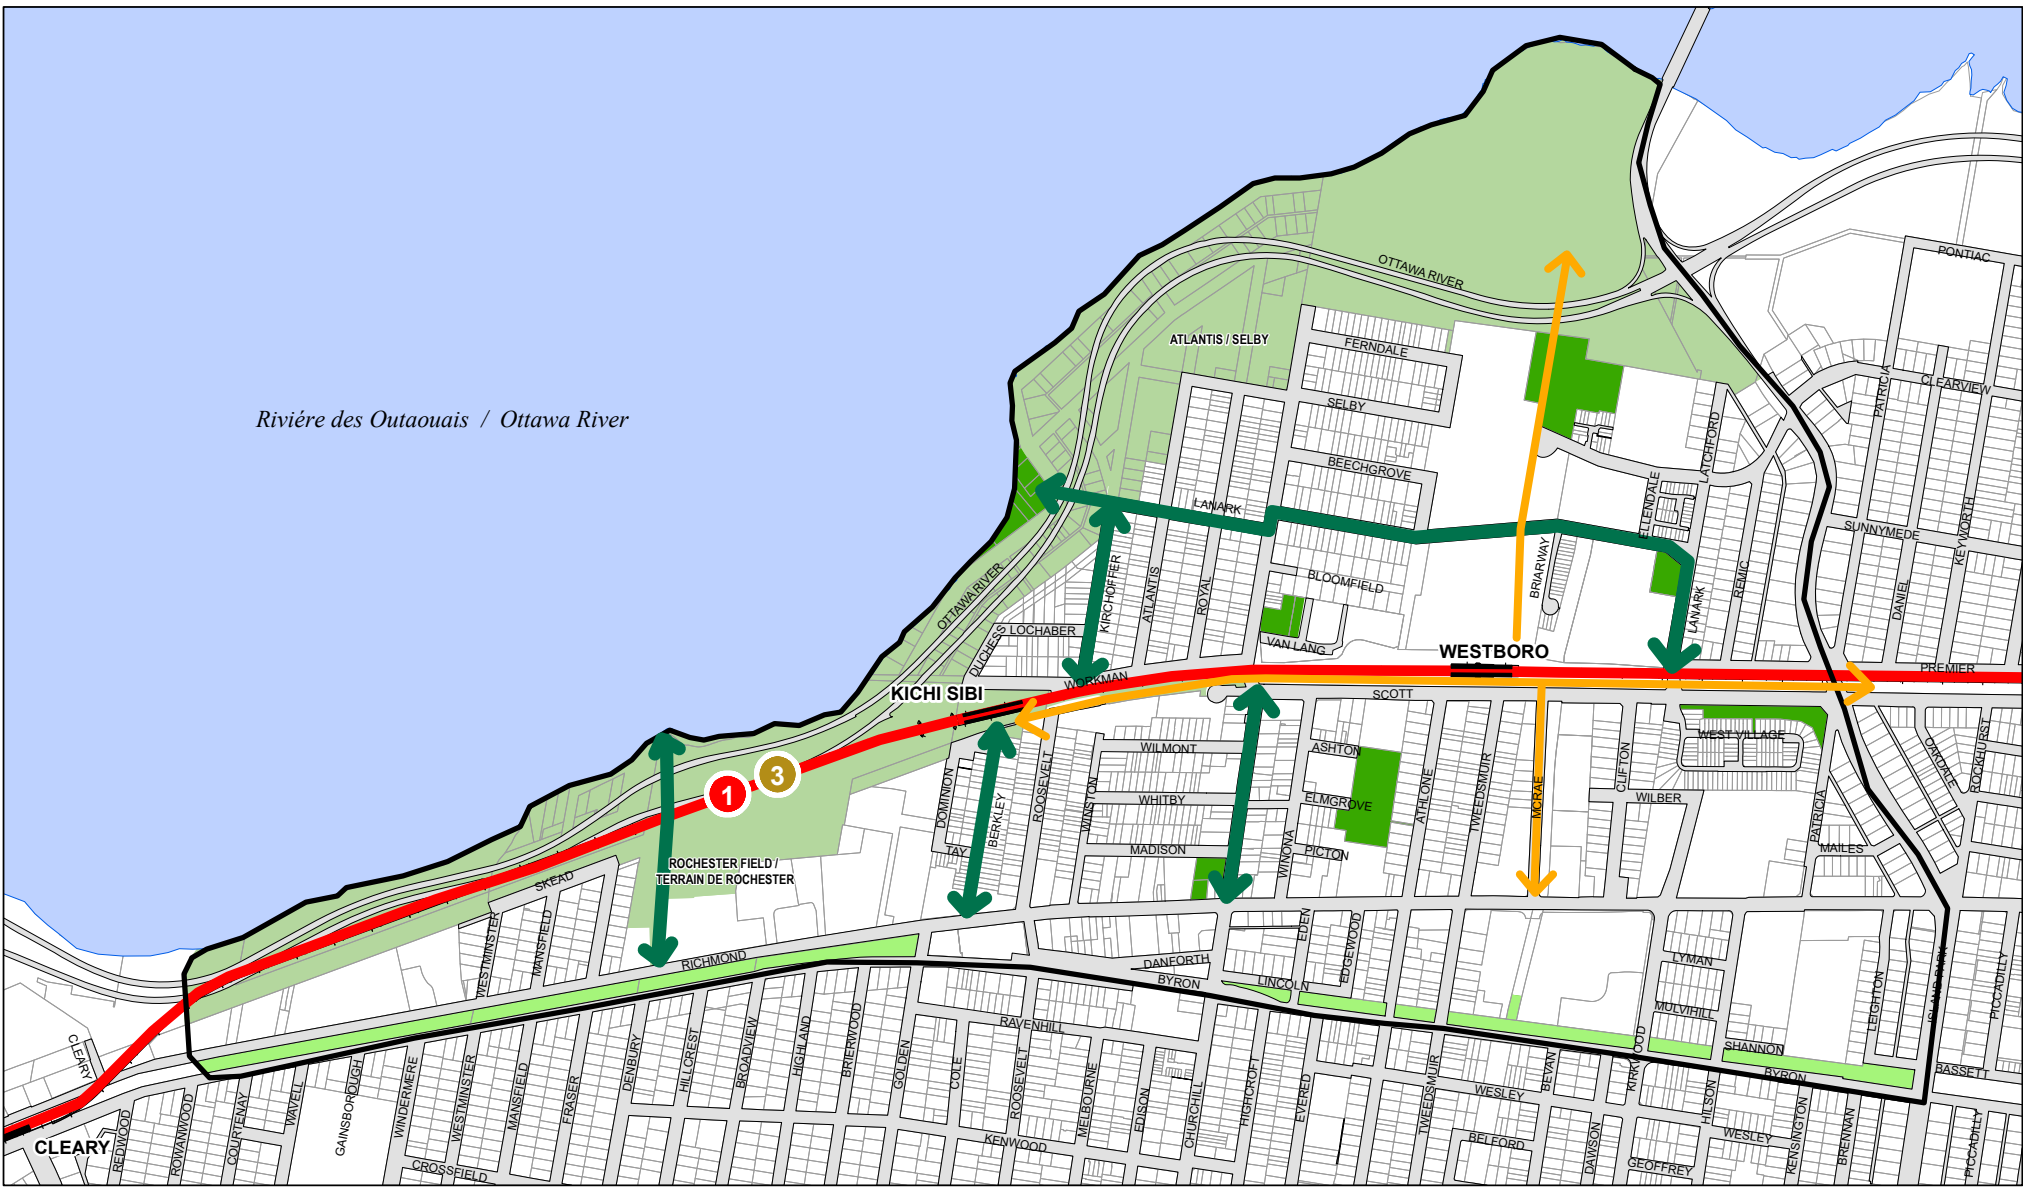 PONTIAC
OTTAWA RIVER
ATLANTIS / SELBY
FERNDALE
CLEARVIEW
PATRICIA
SELBY
Riviére des Outaouais / Ottawa River
LATCHFORD
BEECHGROVE
ELLENDALE
LANARK
SUNNYMEDE
KEYWORTH
BRIARWAY
BLOOMFIELD
REMIC
DANIEL
KIRCHOFFER
ATLANTIS
ROYAL
OTTAWA RIVER
LANARK
LOCHABER
DUCHESS
VAN LANG
WESTBORO
PREMIER
WORKMAN
KICHI SIBI
SCOTT
WEST VILLAGE
OAKDALE
ROCKHURST
WILMONT
ASHTON
1
3
DOMINION
BERKLEY
ROOSEVELT
WINSTON
WHITBY
ELMGROVE
ATHLONE
TWEEDSMUIR
MCRAE
CLIFTON
WILBER
PATRICIA
MAILES
TAY
MADISON
WINONA
PICTON
ROCHESTER FIELD /
TERRAIN DE ROCHESTER
SKEAD
WESTMINSTER
MANSFIELD
RICHMOND
DANFORTH
BYRON
LINCOLN
EDEN
EDGEWOOD
LYMAN
MULVIHILL
SHANNON
BYRON
LEIGHTON
ISLAND PARK
PICCADILLY
BASSETT
CLEARY
RAVENHILL
CLEARY
REDWOOD
ROWANWOOD
COURTENAY
WAVELL
GAINSBOROUGH
WINDERMERE
WESTMINSTER
MANSFIELD
FRASER
DENBURY
HILLCREST
BROADVIEW
HIGHLAND
BRIERWOOD
GOLDEN
COLE
ROOSEVELT
MELBOURNE
EDISON
CHURCHILL
HIGHCROFT
EVERED
TWEEDSMUIR
WESLEY
BEVAN
KIRKWOOD
HILSON
WESLEY
KENSINGTON
BRENNAN
PICCADILLY
CROSSFIELD
KENWOOD
BELFORD
DAWSON
GEOFFREY